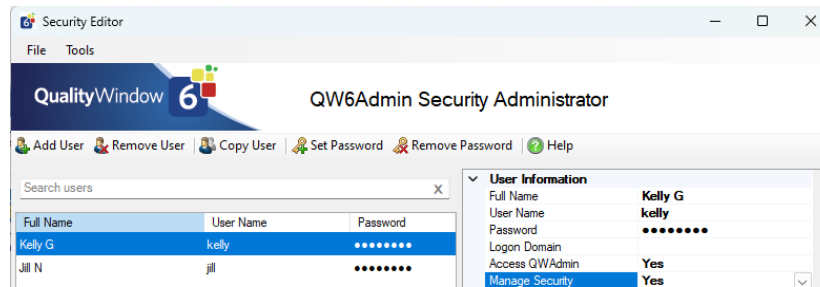 6 Security Editor
File Tools
QualityWindow 6 QW6Admin Security Administrator
Add User Remove User Copy User Set Password Remove Password ? Help
Search users X
Full Name User Name Password
Kelly G kelly ●●●●●●●●
Jill N jill ●●●●●●●●
User Information
Full Name Kelly G
User Name kelly
Password ●●●●●●●●
Logon Domain
Access QWAdmin Yes
Manage Security Yes